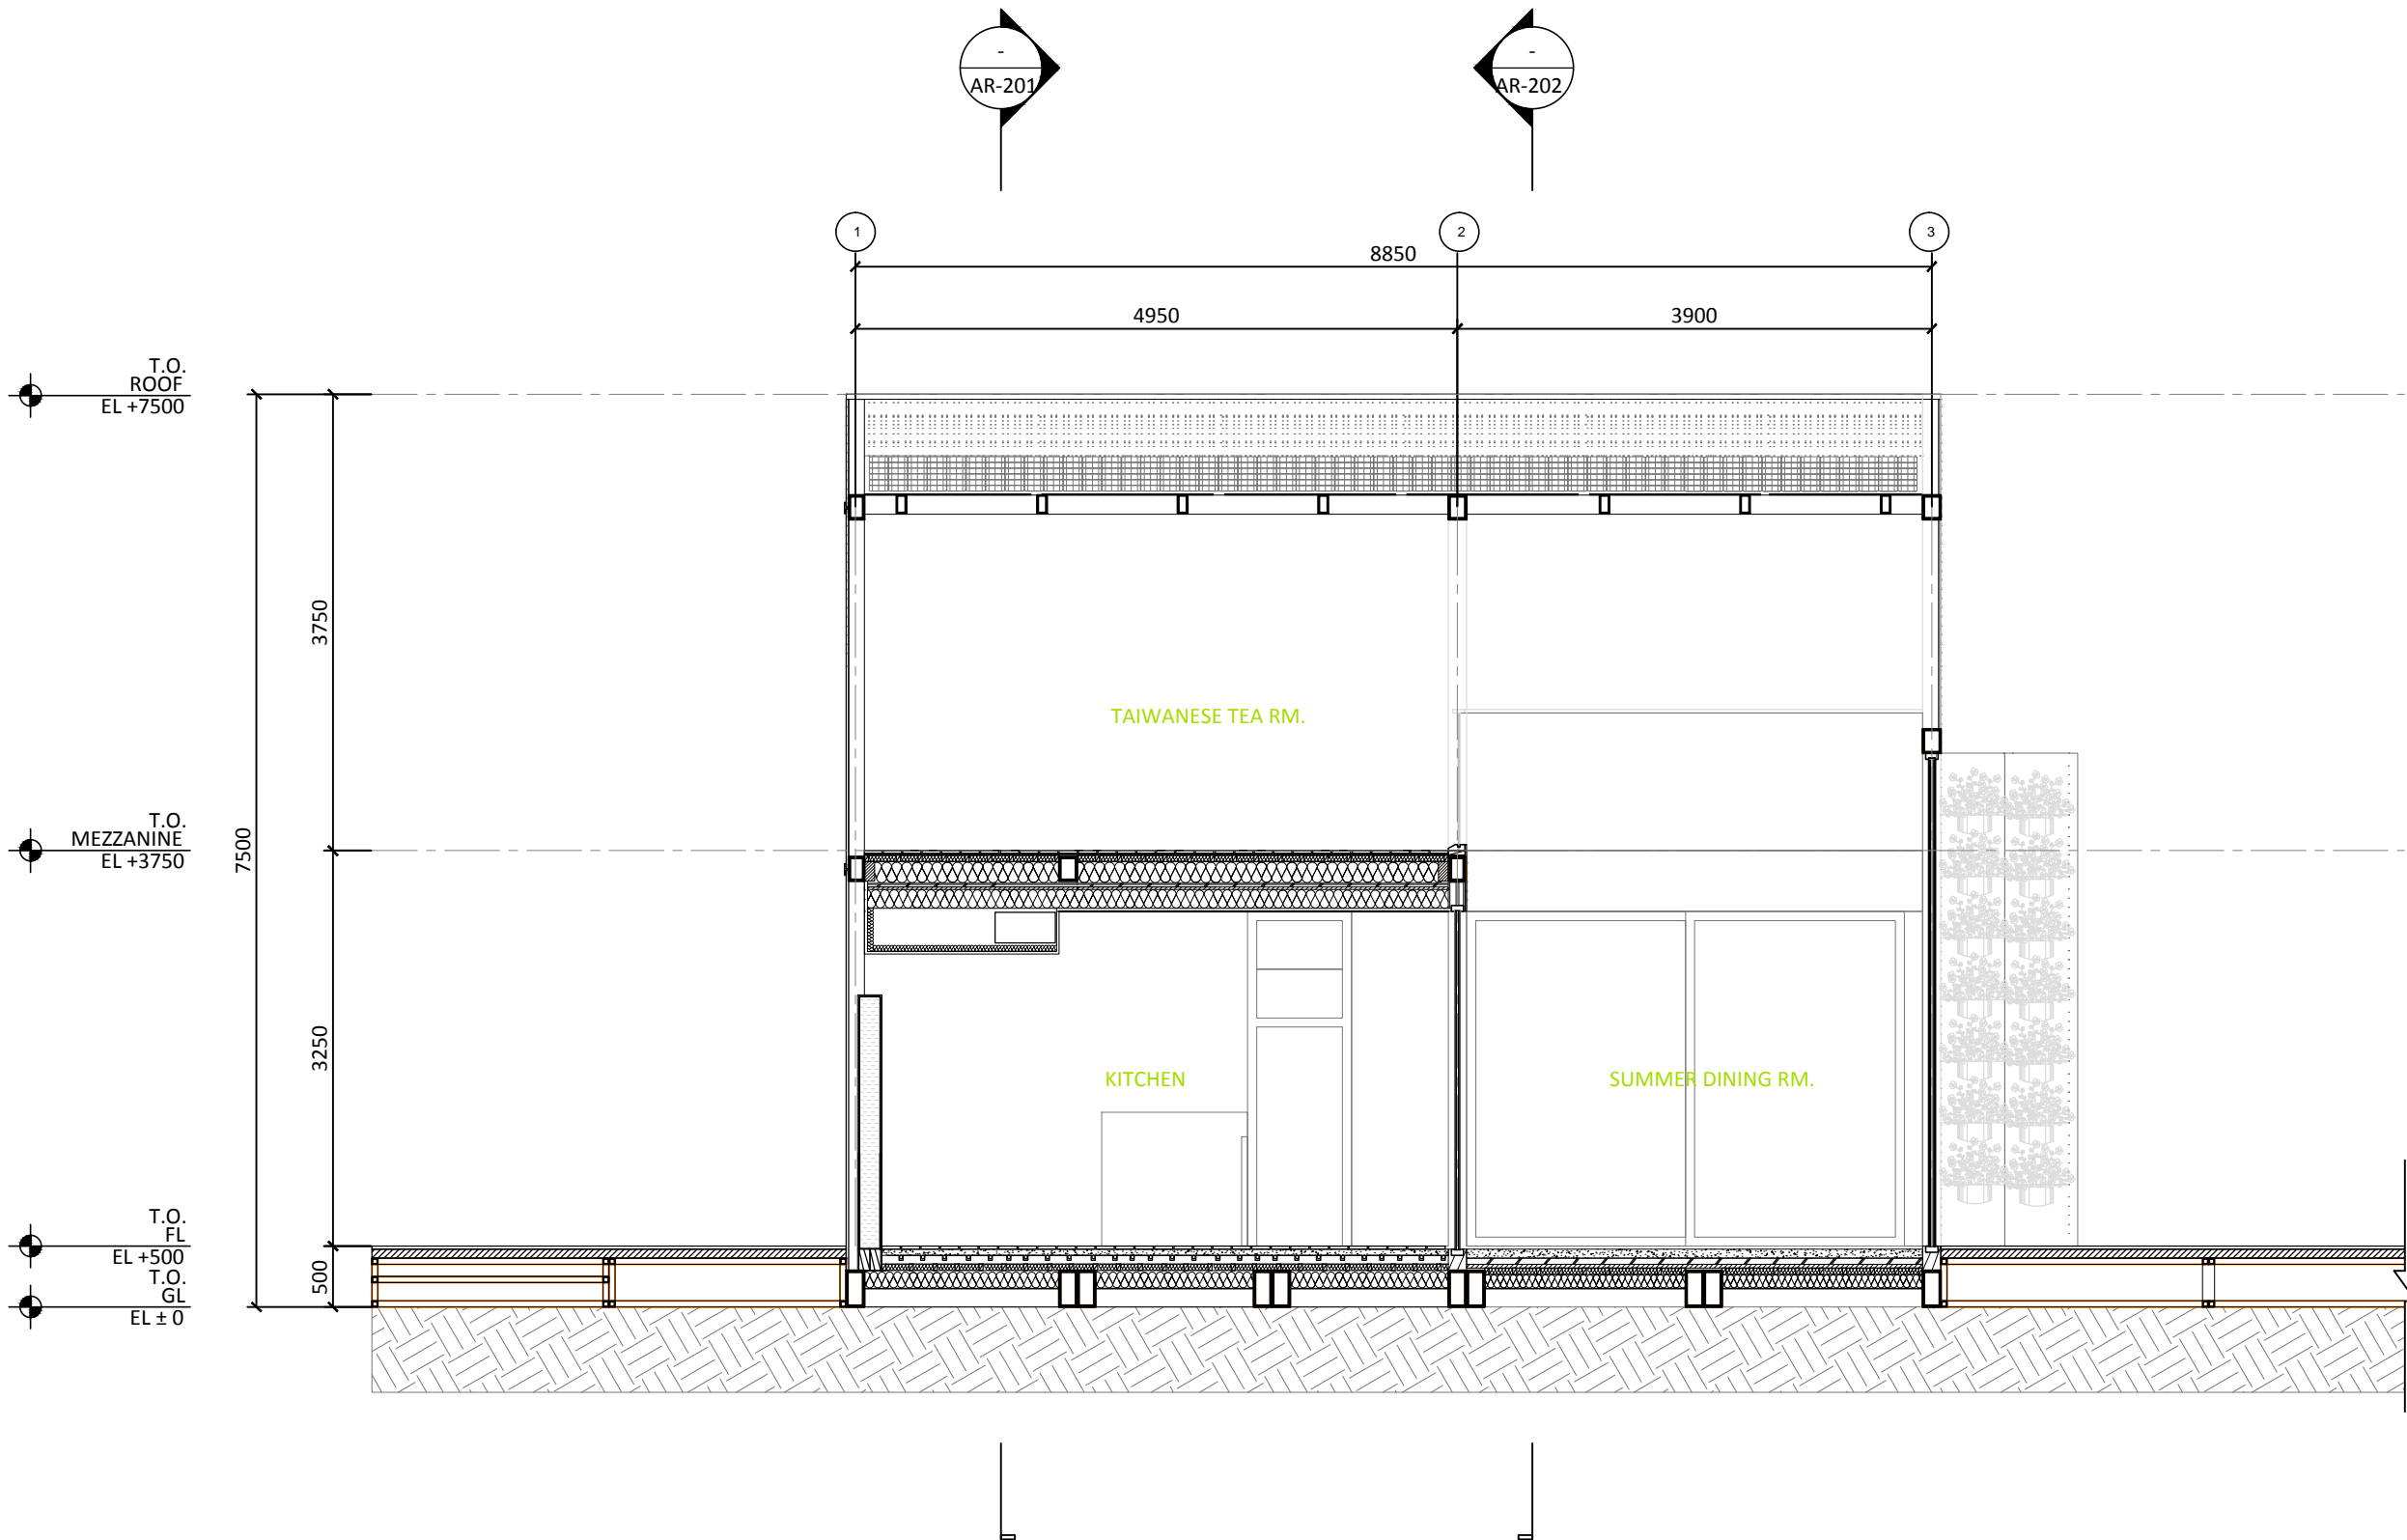 -
AR-201
-
AR-202
1
2
3
8850
4950
3900
T.O.
ROOF
EL +7500
3750
TAIWANESE TEA RM.
T.O.
MEZZANINE
EL +3750
7500
3250
KITCHEN
SUMMER DINING RM.
T.O.
FL
EL +500
500
T.O.
GL
EL ± 0